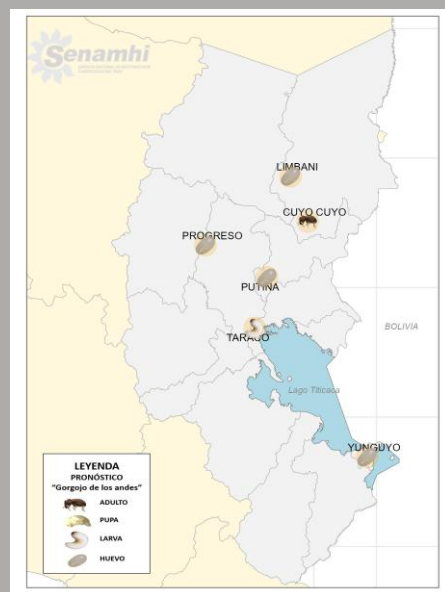 Senamhi
LIMBANI
CUYO CUYO
PROGRESO
PUTINA
TARACO
BOLIVIA
Lago Titicaca
YUNGUYO
LEYENDA
PRONÓSTICO
"Gorgojo de los andes"
ADULTO
PUPA
LARVA
HUEVO